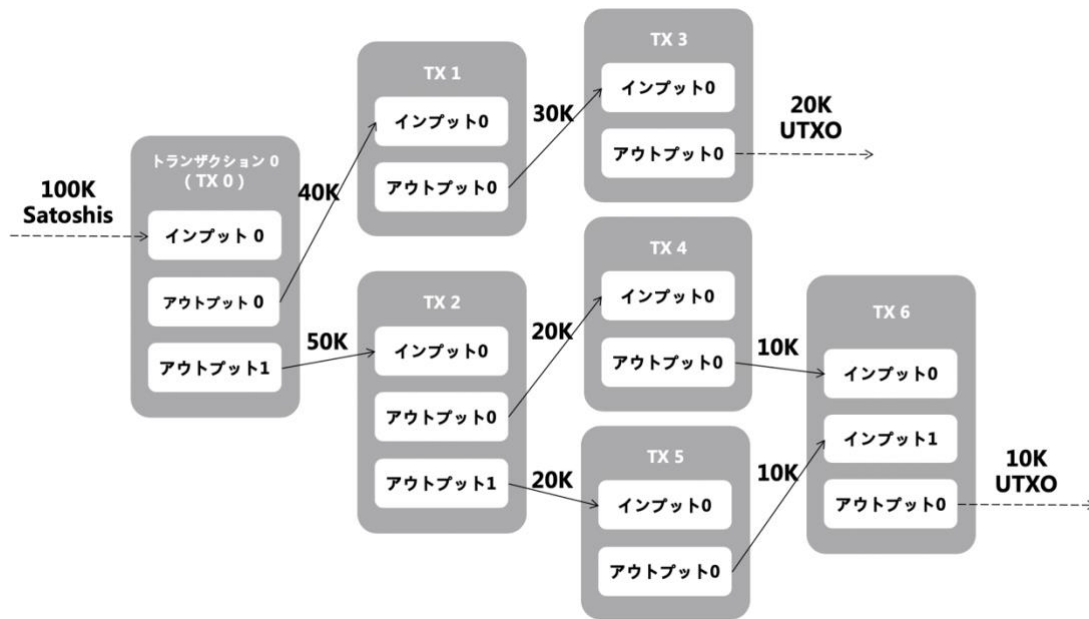 100K
Satoshis
トランザクション 0
( TX 0 )
インプット 0
アウトプット 0
アウトプット1
40K
50K
TX 1
インプット0
アウトプット0
TX 2
インプット0
アウトプット0
アウトプット1
30K
20K
20K
TX 3
インプット0
アウトプット0
TX 4
インプット0
アウトプット0
TX 5
インプット0
アウトプット0
20K
UTXO
10K
10K
TX 6
インプット0
インプット1
アウトプット0
10K
UTXO